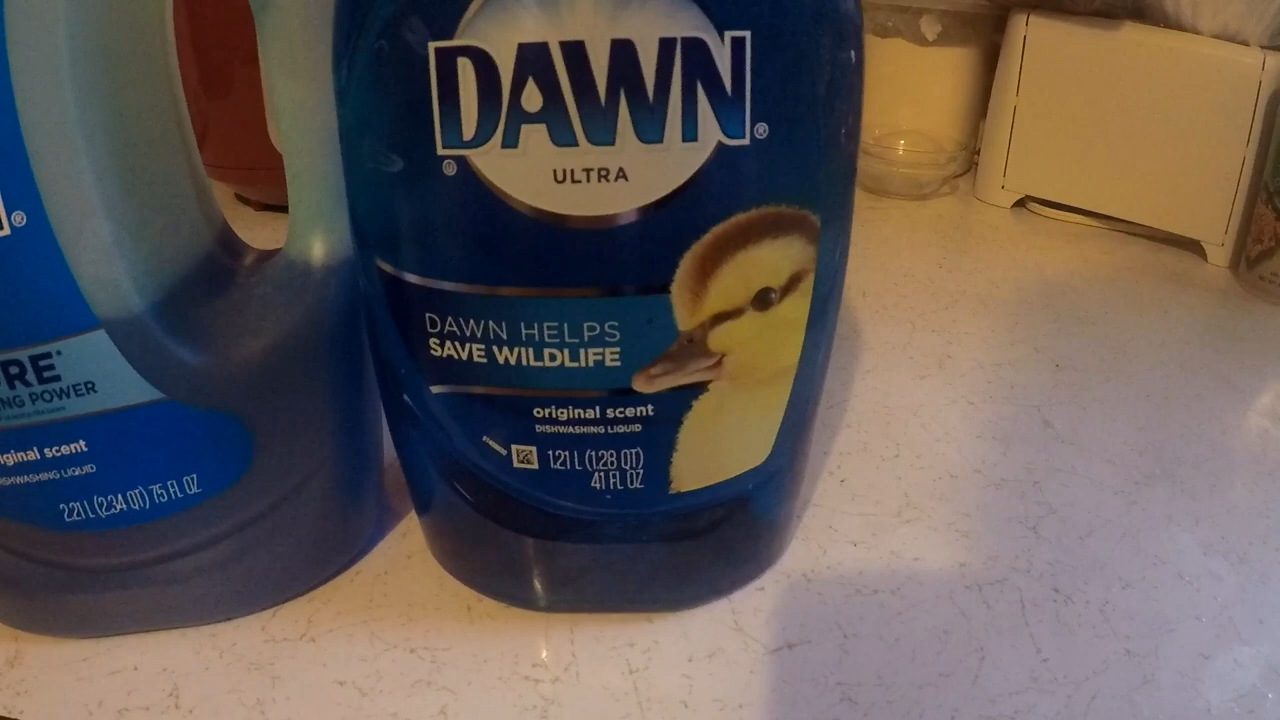 ®
RE*
NG POWER
ginal scent
SHWASHING LIQUID
2.21 L (2.34 QT) 75 FL OZ
DAWN®
ULTRA
DAWN HELPS
SAVE WILDLIFE
original scent
DISHWASHING LIQUID
1.21 L (1.28 QT)
41 FL OZ